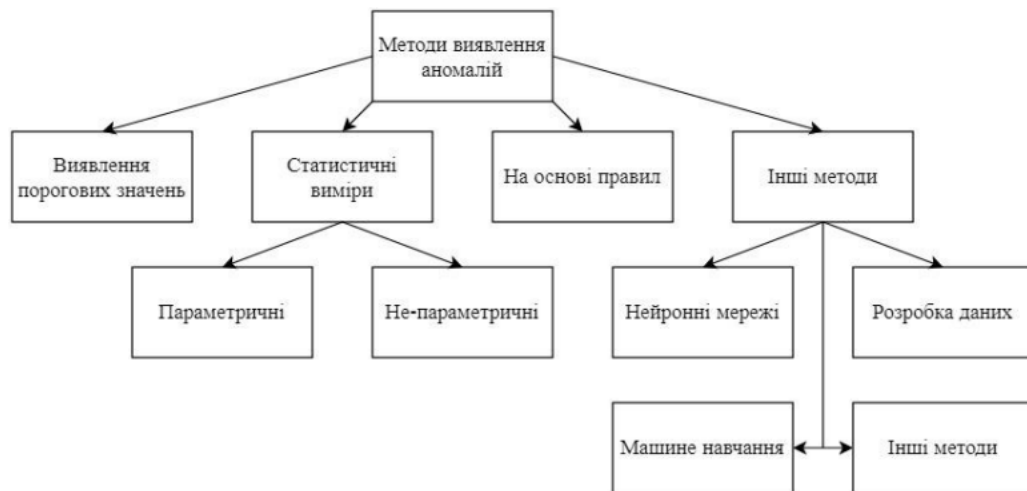 Методи виявлення
аномалій
Виявлення
порогових значень
Статистичні
виміри
На основі правил
Інші методи
Параметричні
Не-параметричні
Нейронні мережі
Розробка даних
Машине навчання
Інші методи